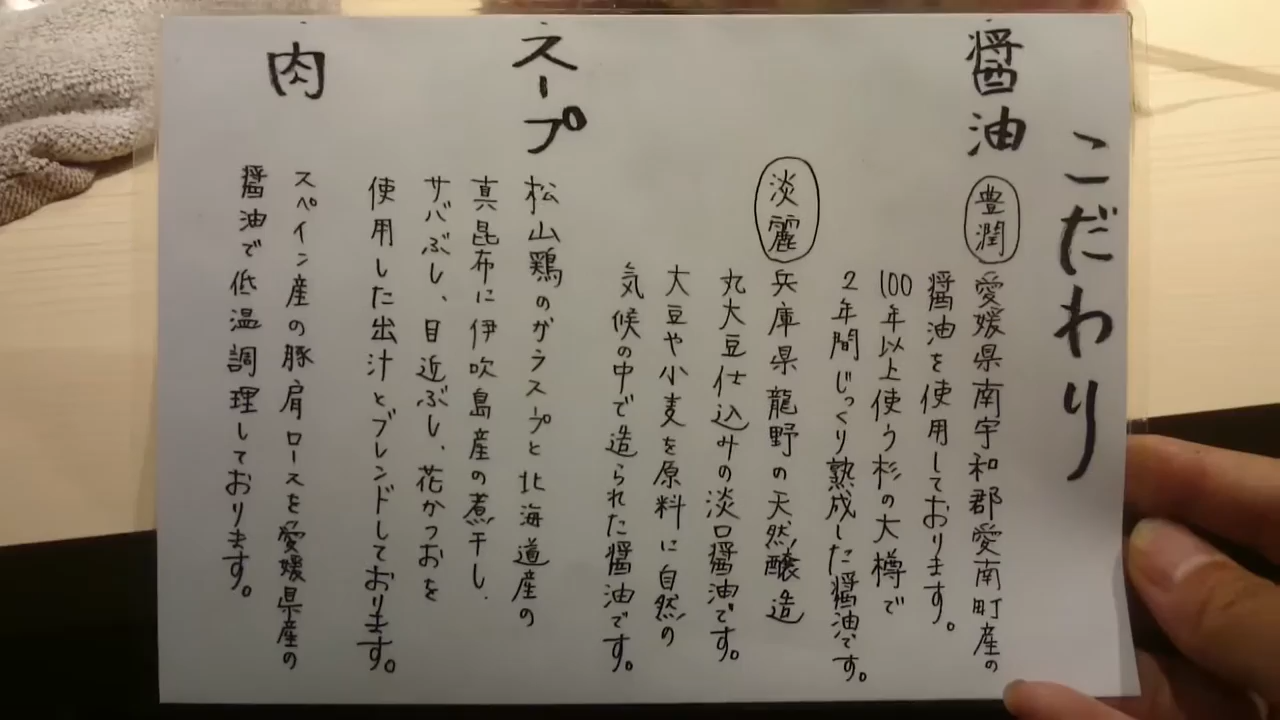 こだわり
醤油
豊潤
愛媛県南宇和郡愛南町産の
醤油を使用しております。
100年以上使う杉の大樽で
2年間じっくり熟成した醤油です。
淡麗
兵庫県龍野の天然醸造
丸大豆仕込みの淡口醤油です。
大豆や小麦を原料に自然の
気候の中で造られた醤油です。
スープ
松山鶏のがラスープと北海道産の
真昆布に伊吹島産の煮干し、
サバぶし、目近ぶし、花かつおを
使用した出汁とブレンドしております。
肉
スペイン産の豚肩ロースを愛媛県産の
醤油で低温調理しております。